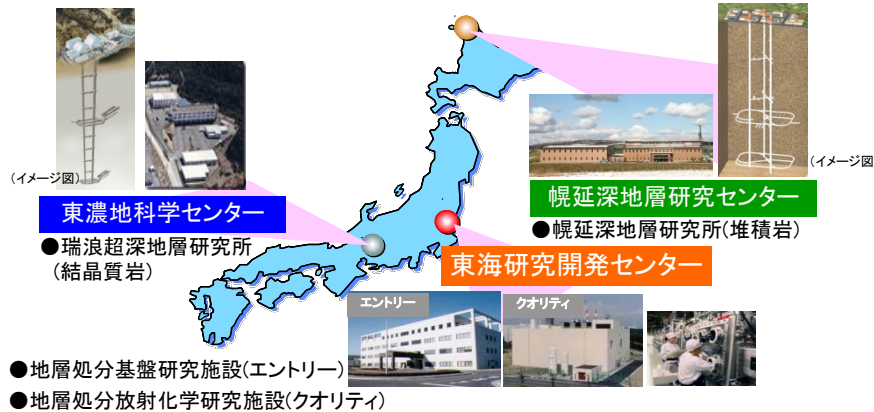 (イメージ図)
東濃地科学センター
●瑞浪超深地層研究所
(結晶質岩)
(イメージ図
幌延深地層研究センター
●幌延深地層研究所(堆積岩)
東海研究開発センター
エントリー
クオリティ
●地層処分基盤研究施設(エントリー)
●地層処分放射化学研究施設(クオリティ)